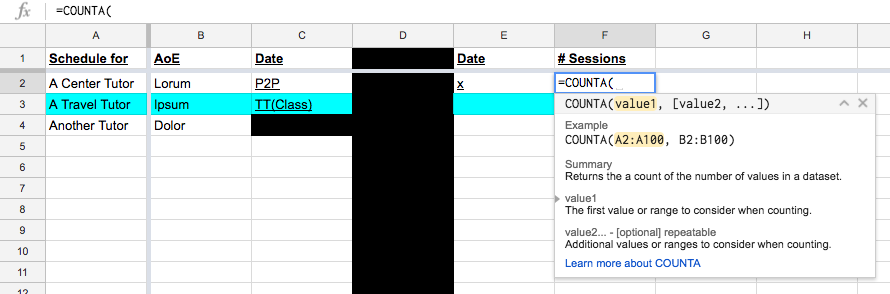 fx =COUNTA(
A B C D E F G H
1 Schedule for AoE Date Date # Sessions
2 A Center Tutor Lorum P2P x =COUNTA(
3 A Travel Tutor Ipsum TT(Class)
COUNTA(value1, [value2, ...])
4 Another Tutor Dolor
Example
COUNTA(A2:A100, B2:B100)
5
6
Summary
Returns the a count of the number of values in a dataset.
7
value1
8
The first value or range to consider when counting.
9
value2... - [optional] repeatable
10
Additional values or ranges to consider when counting.
11
Learn more about COUNTA
12